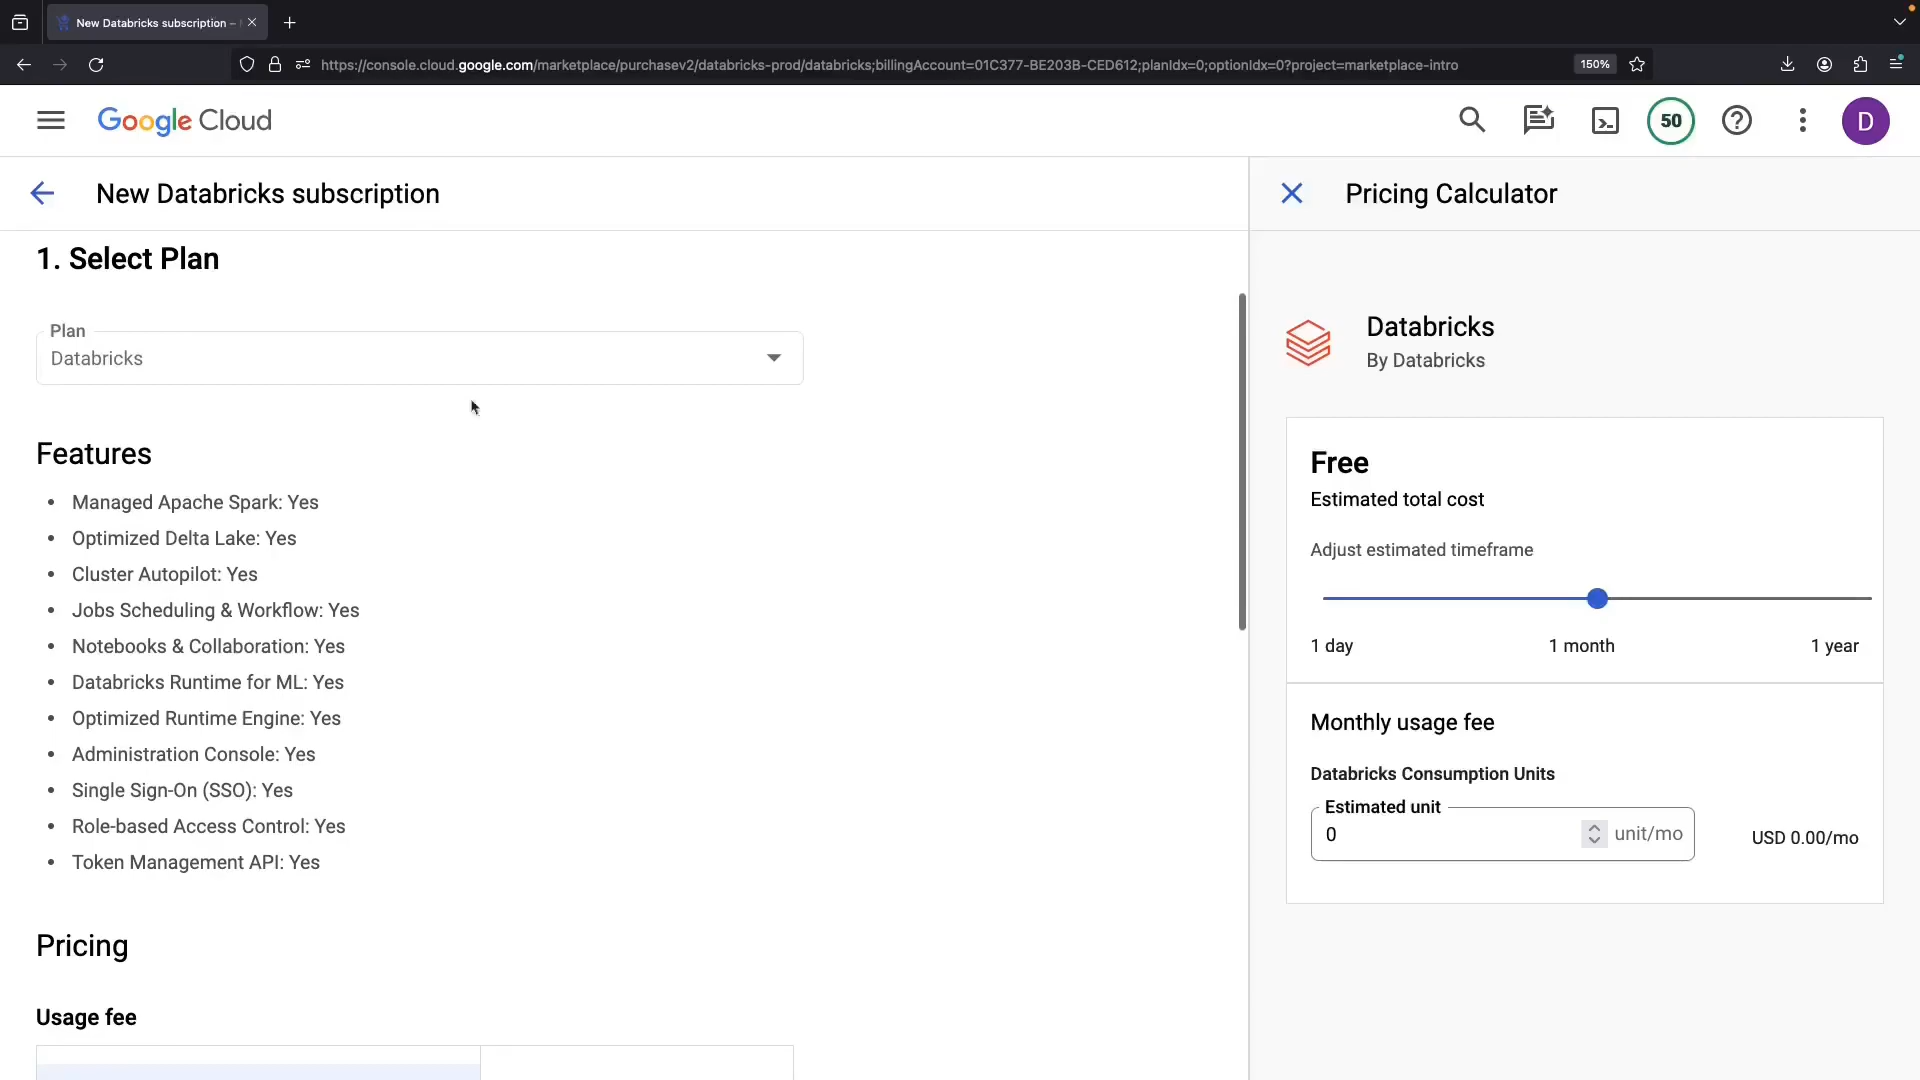 New Databricks subscription –
https://console.cloud.google.com/marketplace/purchasev2/databricks-prod/databricks;billingAccount=01C377-BE203B-CED612;planIdx=0;optionIdx=0?project=marketplace-intro
150%
Google Cloud
50
D
New Databricks subscription
1. Select Plan
Plan
Databricks
Features
• Managed Apache Spark: Yes
• Optimized Delta Lake: Yes
• Cluster Autopilot: Yes
• Jobs Scheduling & Workflow: Yes
• Notebooks & Collaboration: Yes
• Databricks Runtime for ML: Yes
• Optimized Runtime Engine: Yes
• Administration Console: Yes
• Single Sign-On (SSO): Yes
• Role-based Access Control: Yes
• Token Management API: Yes
Pricing
Usage fee
Pricing Calculator
Databricks
By Databricks
Free
Estimated total cost
Adjust estimated timeframe
1 day 1 month 1 year
Monthly usage fee
Databricks Consumption Units
Estimated unit
0 unit/mo USD 0.00/mo